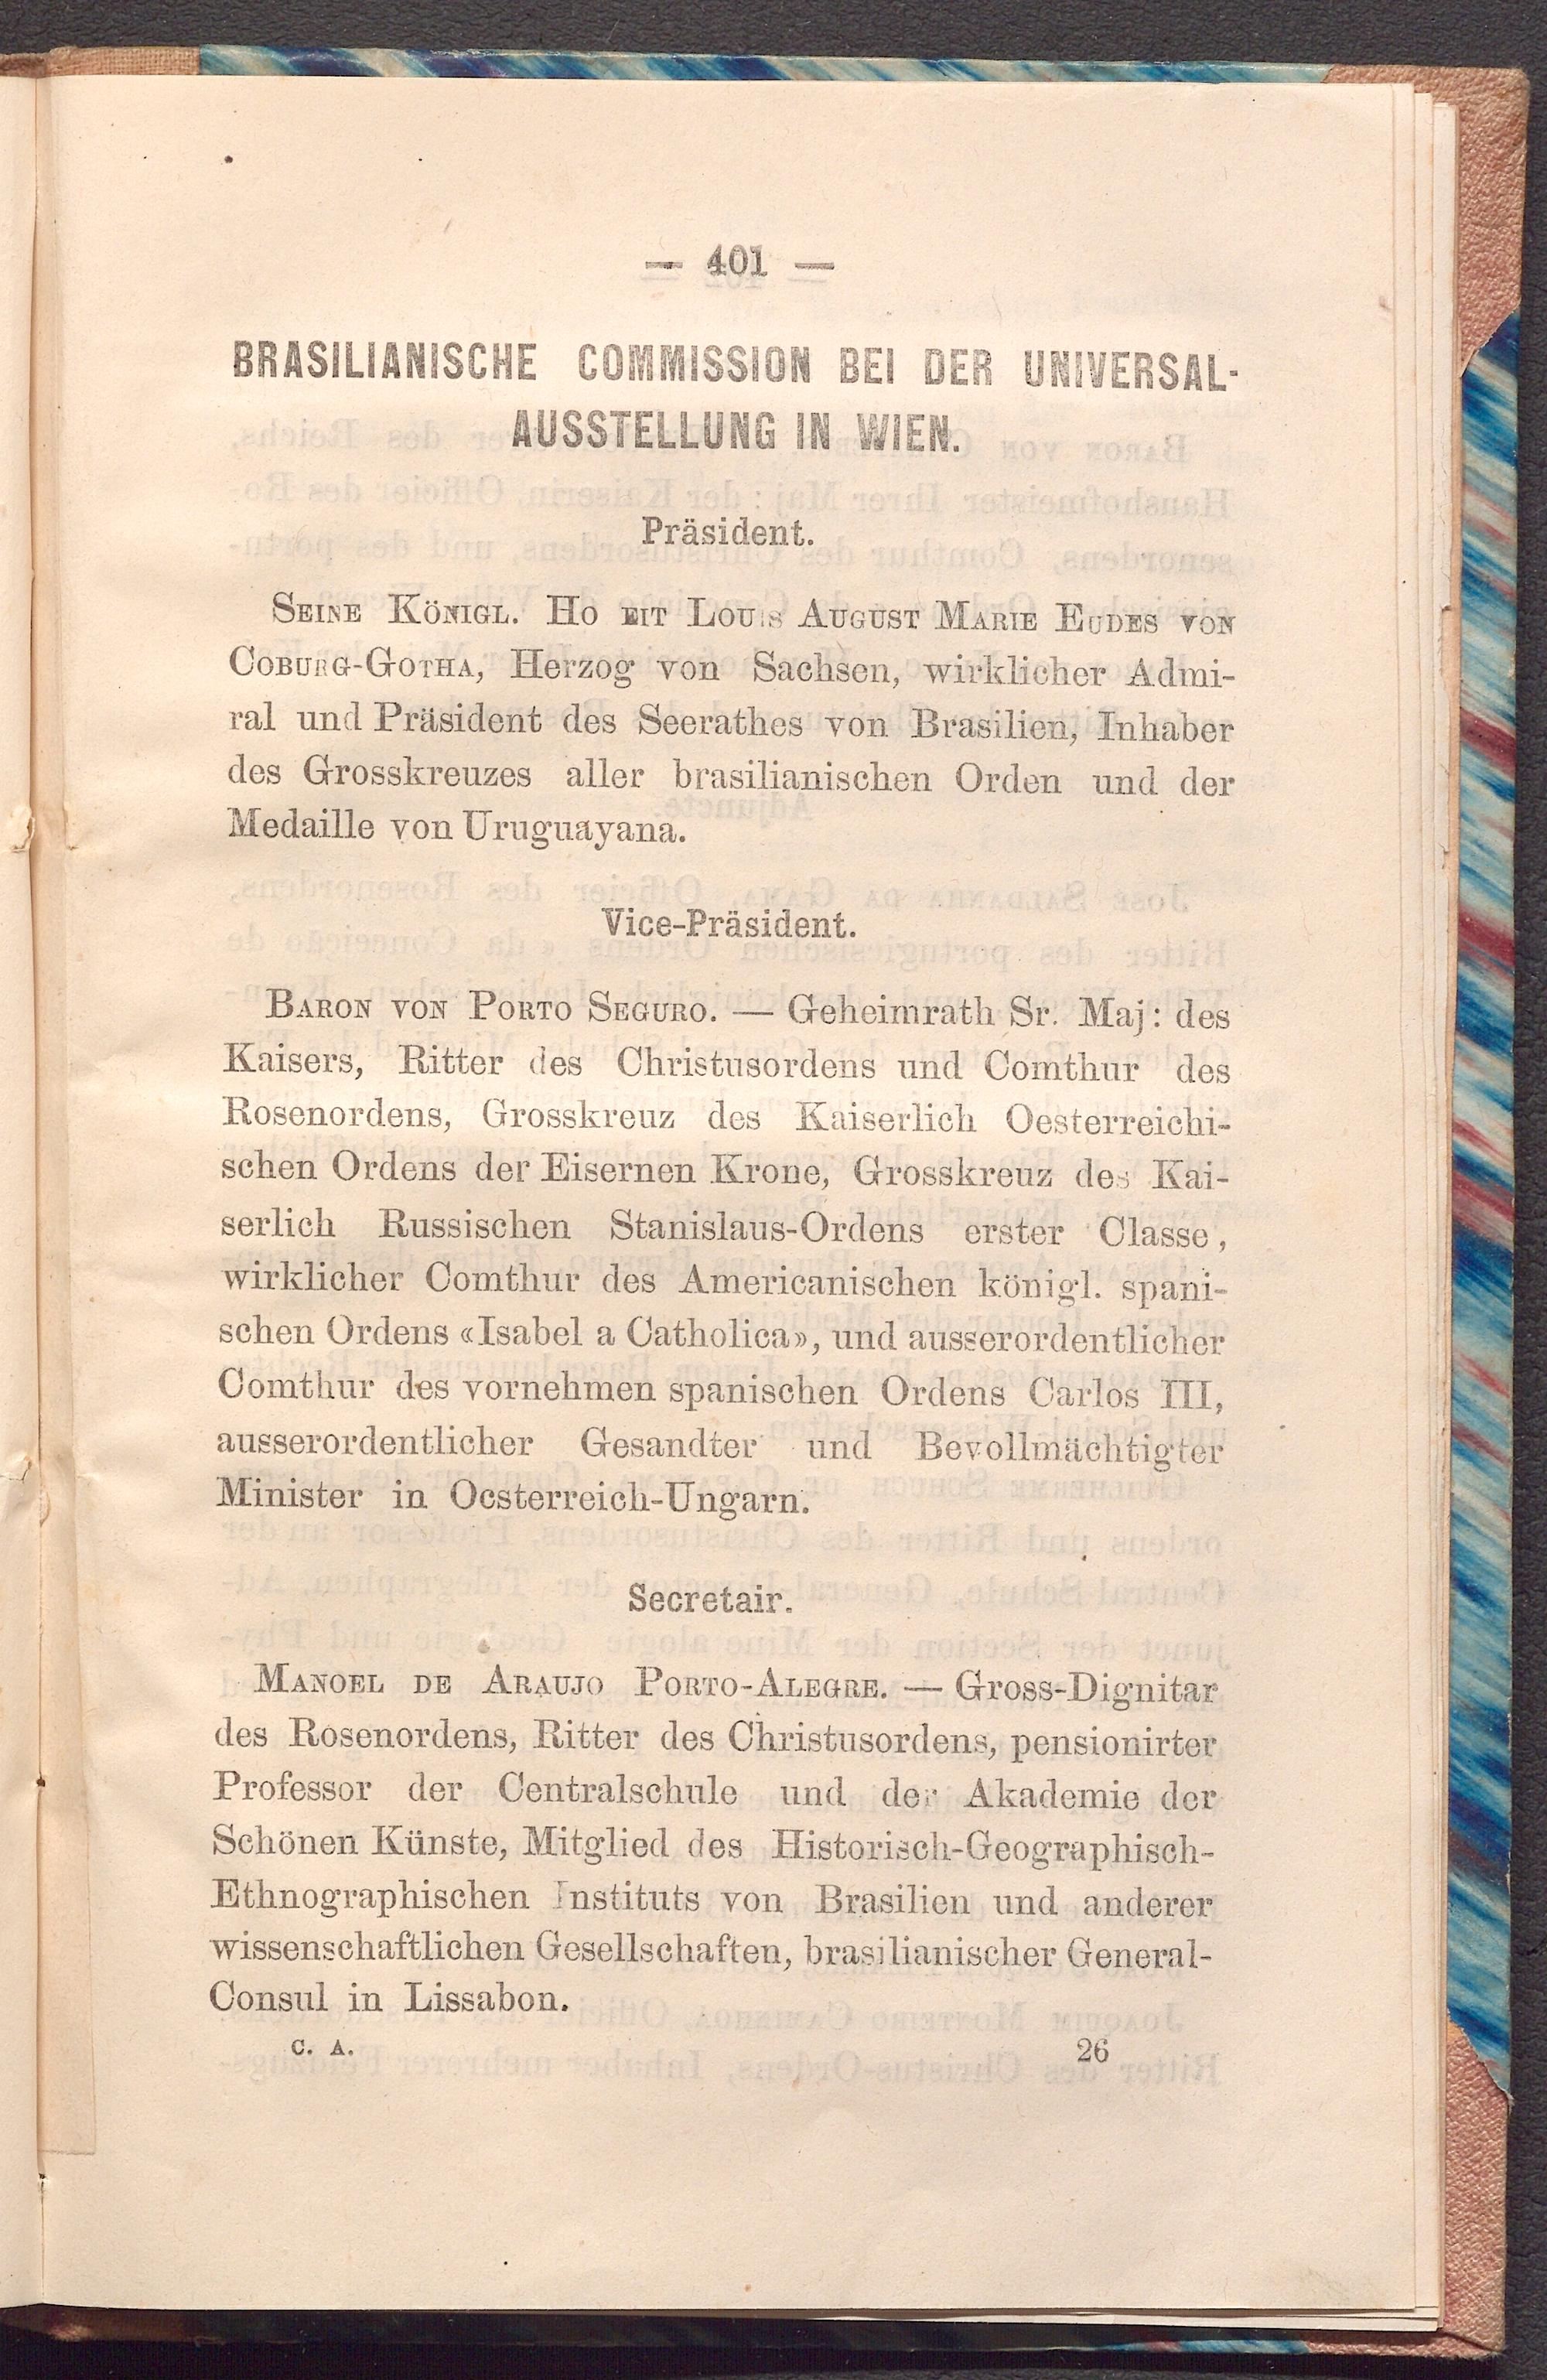 — 401 —
BRASILIANISCHE COMMISSION BEI DER UNIVERSAL-
AUSSTELLUNG IN WIEN.
Präsident.
SEINE KÖNIGL. HO EIT LOUIS AUGUST MARIE EUDES VON
COBURG-GOTHA, Herzog von Sachsen, wirklicher Admi-
ral und Präsident des Seerathes von Brasilien, Inhaber
des Grosskreuzes aller brasilianischen Orden und der
Medaille von Uruguayana.
Vice-Präsident.
BARON VON PORTO SEGURO. — Geheimrath Sr. Maj: des
Kaisers, Ritter des Christusordens und Comthur des
Rosenordens, Grosskreuz des Kaiserlich Oesterreichi-
schen Ordens der Eisernen Krone, Grosskreuz des Kai-
serlich Russischen Stanislaus-Ordens erster Classe,
wirklicher Comthur des Americanischen königl. spani-
schen Ordens «Isabel a Catholica», und ausserordentlicher
Comthur des vornehmen spanischen Ordens Carlos III,
ausserordentlicher Gesandter und Bevollmächtigter
Minister in Oesterreich-Ungarn.
Secretair.
MANOEL DE ARAUJO PORTO-ALEGRE. — Gross-Dignitar
des Rosenordens, Ritter des Christusordens, pensionirter
Professor der Centralschule und der Akademie der
Schönen Künste, Mitglied des Historisch-Geographisch-
Ethnographischen Instituts von Brasilien und anderer
wissenschaftlichen Gesellschaften, brasilianischer General-
Consul in Lissabon.
C. A. 26